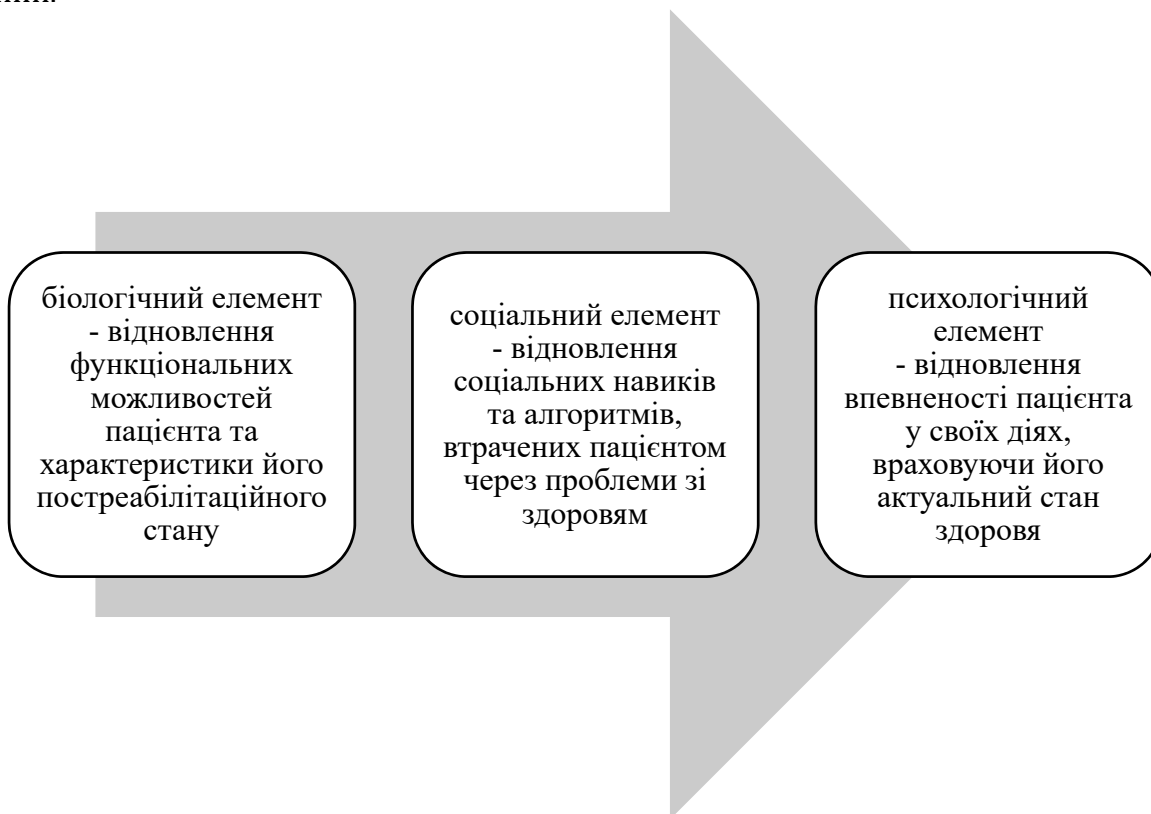 біологічний елемент
- відновлення
функціональних
можливостей
пацієнта та
характеристики його
постреабілітаційного
стану
соціальний елемент
- відновлення
соціальних навиків
та алгоритмів,
втрачених пацієнтом
через проблеми зі
здоровям
психологічний
елемент
- відновлення
впевненості пацієнта
у своїх діях,
враховуючи його
актуальний стан
здоровя